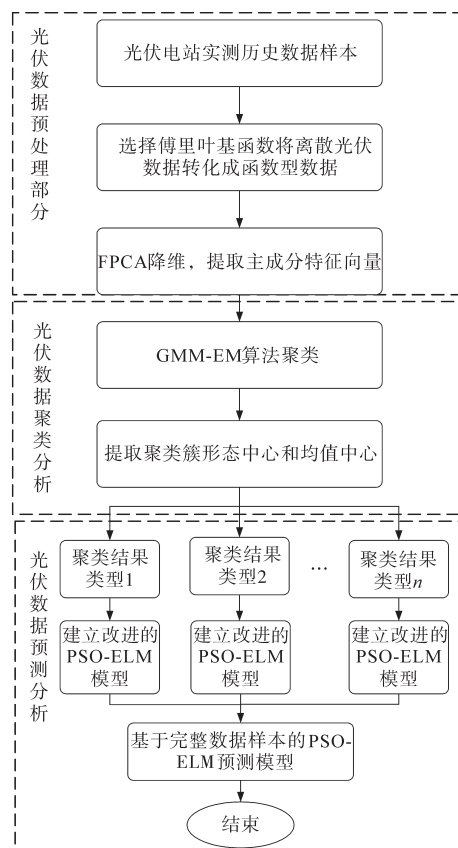 光伏数据预处理部分
光伏电站实测历史数据样本
选择傅里叶基函数将离散光伏
数据转化成函数型数据
FPCA降维，提取主成分特征向量
光伏数据聚类分析
GMM-EM算法聚类
提取聚类簇形态中心和均值中心
光伏数据预测分析
聚类结果
类型1
聚类结果
类型2
…
聚类结果
类型n
建立改进的
PSO-ELM
模型
建立改进的
PSO-ELM
模型
建立改进的
PSO-ELM
模型
基于完整数据样本的PSO-
ELM预测模型
结束